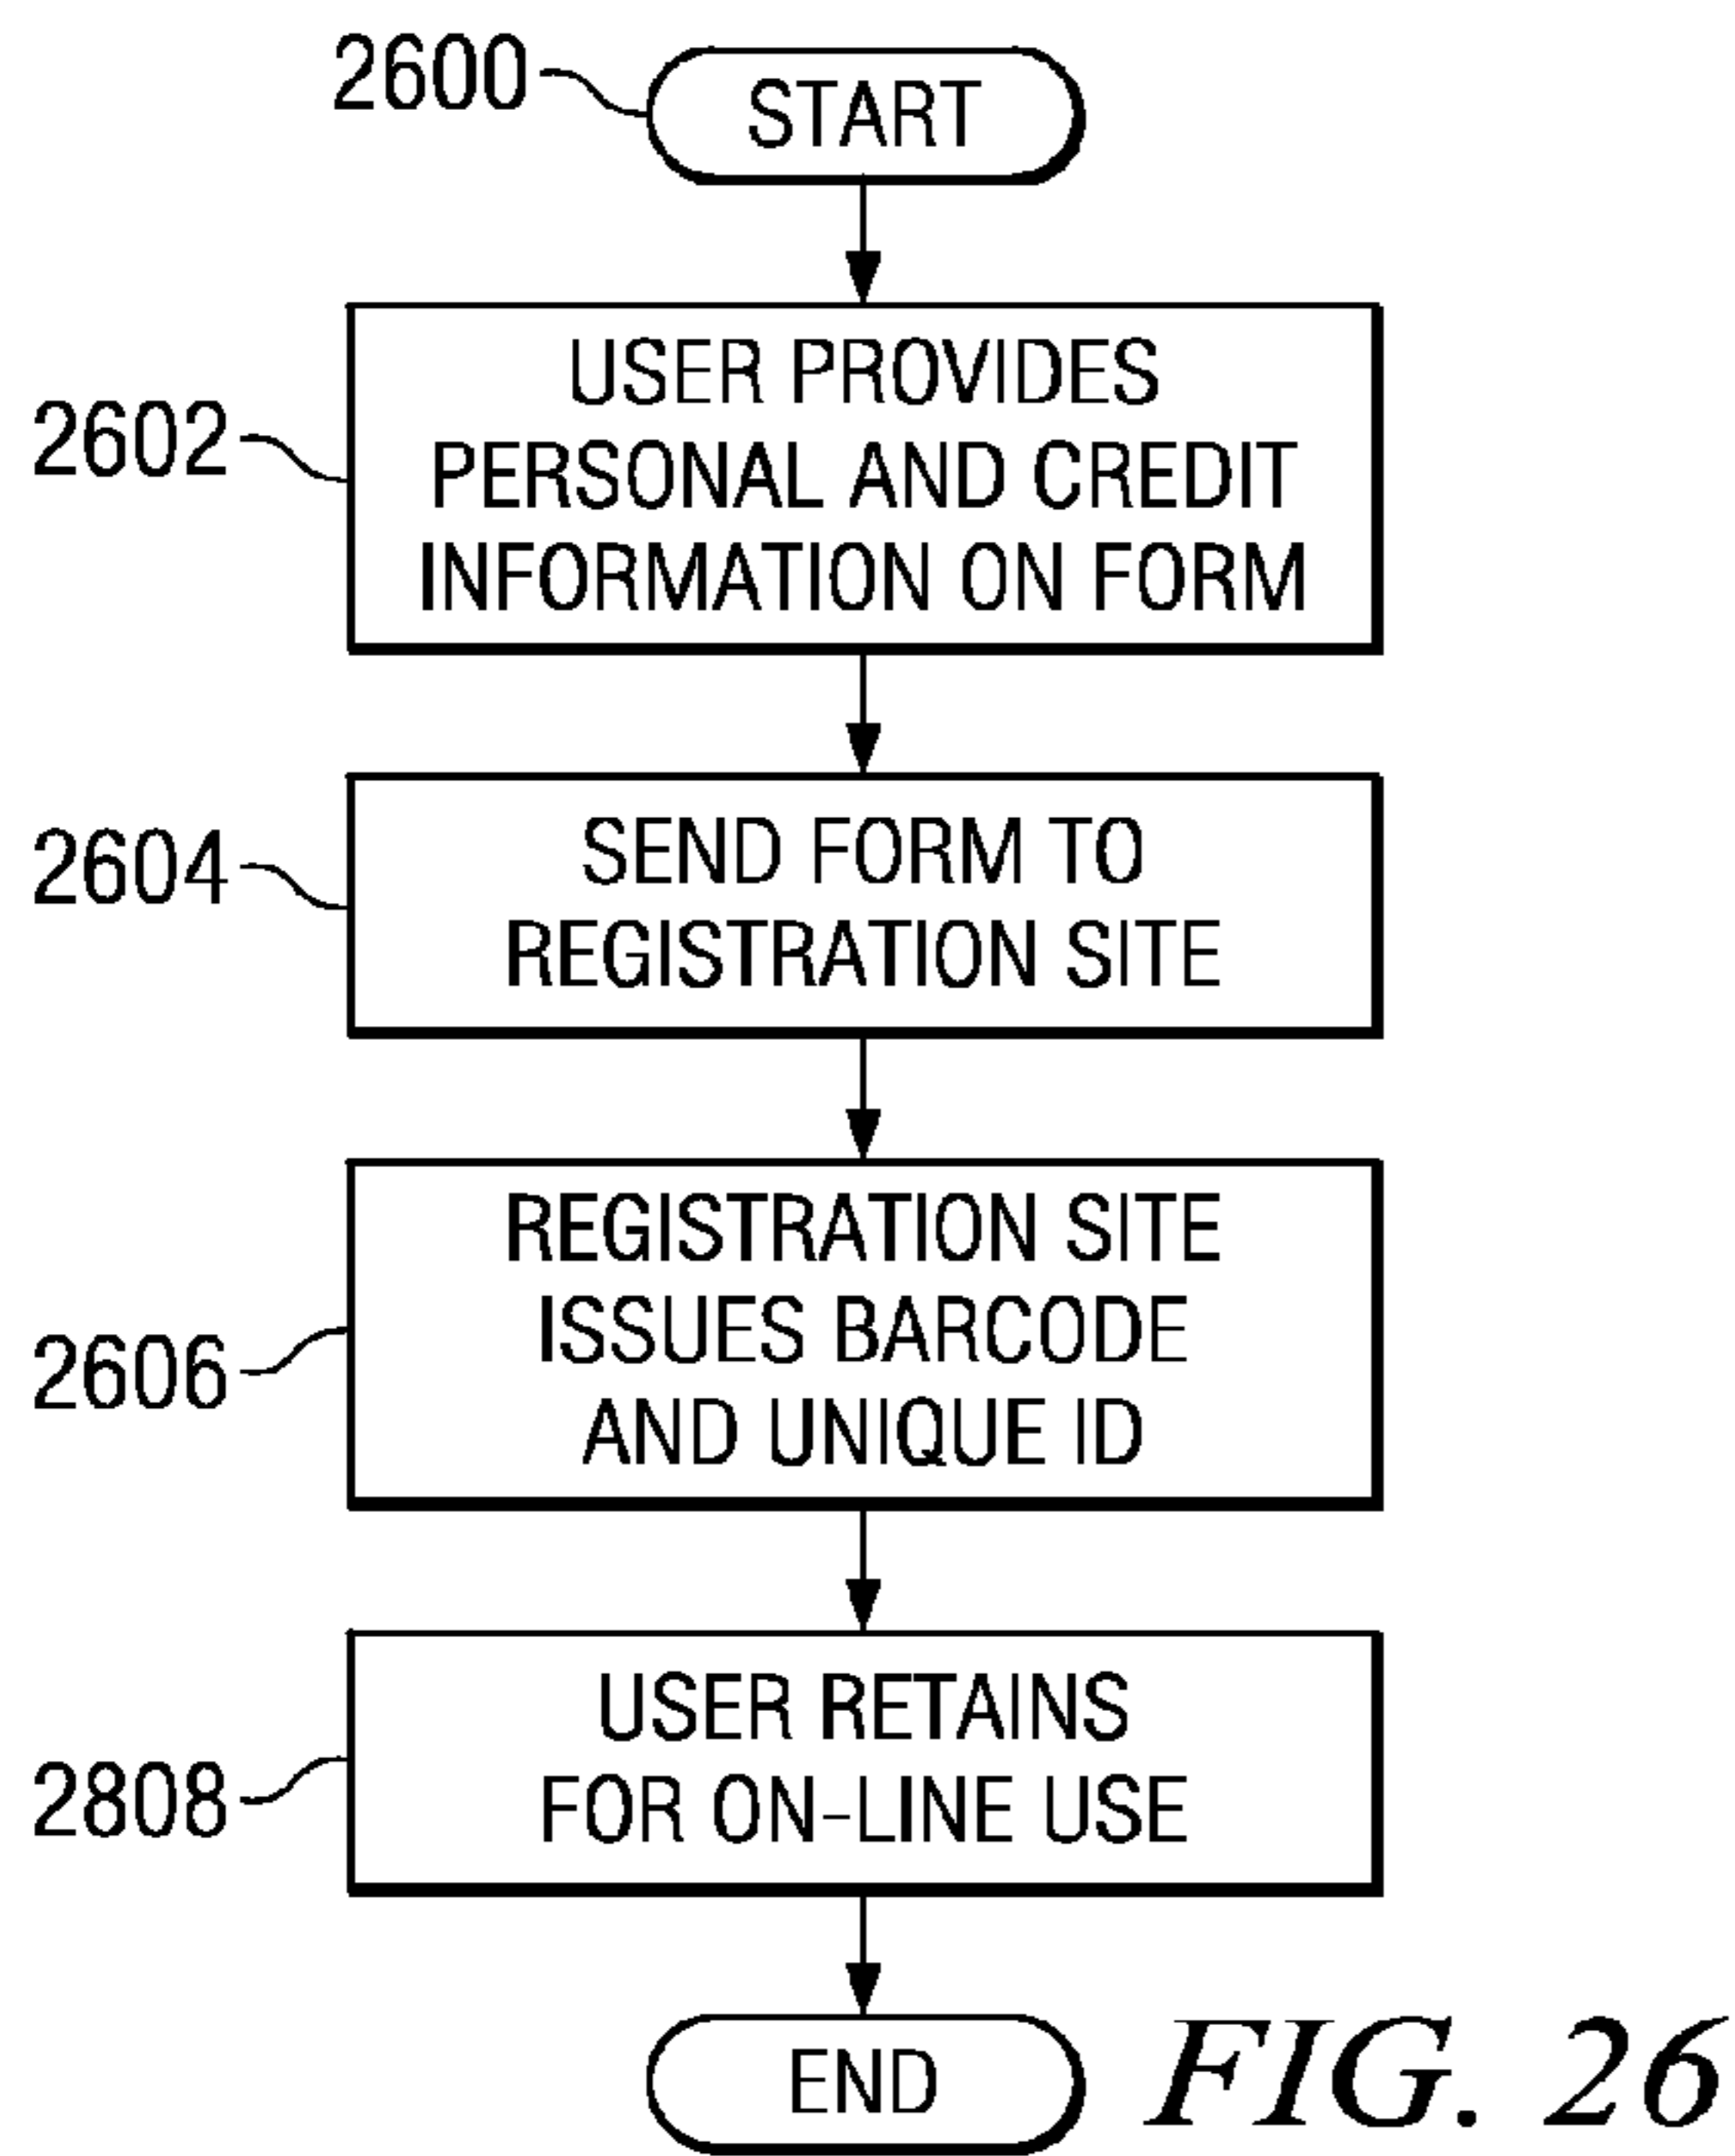 2600
START
2602
USER PROVIDES
PERSONAL AND CREDIT
INFORMATION ON FORM
2604
SEND FORM TO
REGISTRATION SITE
REGISTRATION SITE
ISSUES BARCODE
2606
AND UNIQUE ID
USER RETAINS
2808
FOR ON-LINE USE
END
FIG. 26